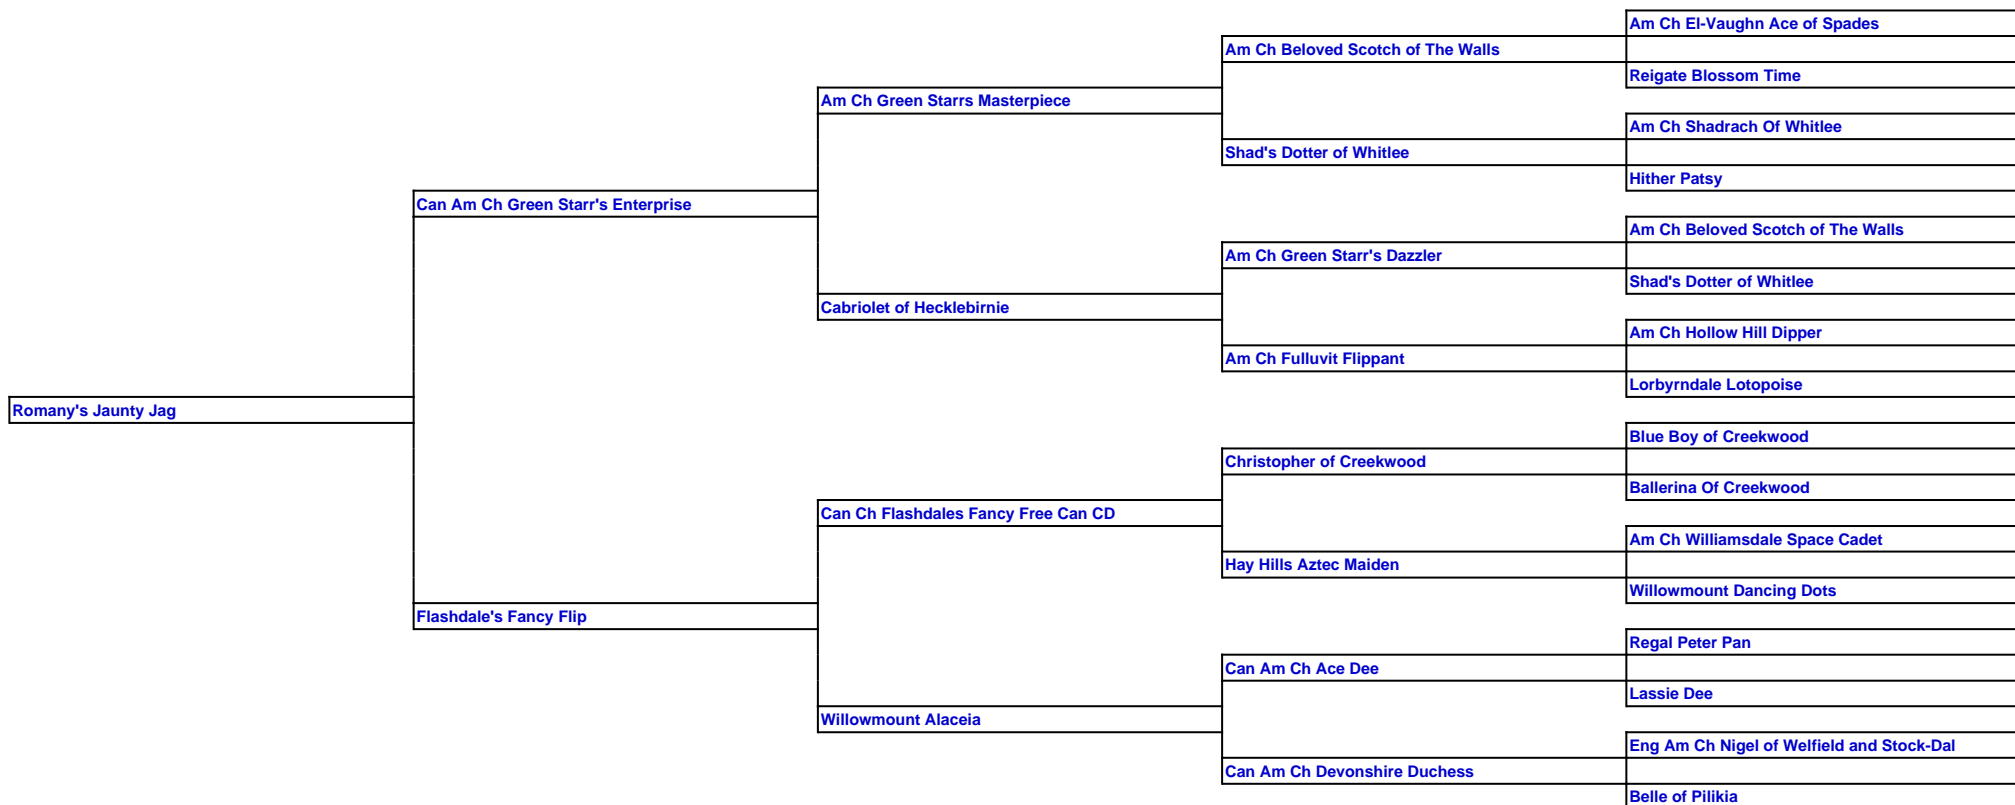 Am Ch El-Vaughn Ace of Spades
Am Ch Beloved Scotch of The Walls
Reigate Blossom Time
Am Ch Green Starrs Masterpiece
Am Ch Shadrach Of Whitlee
Shad's Dotter of Whitlee
Hither Patsy
Can Am Ch Green Starr's Enterprise
Am Ch Beloved Scotch of The Walls
Am Ch Green Starr's Dazzler
Shad's Dotter of Whitlee
Cabriolet of Hecklebirnie
Am Ch Hollow Hill Dipper
Am Ch Fulluvit Flippant
Lorbyrndale Lotopoise
Romany's Jaunty Jag
Blue Boy of Creekwood
Christopher of Creekwood
Ballerina Of Creekwood
Can Ch Flashdales Fancy Free Can CD
Am Ch Williamsdale Space Cadet
Hay Hills Aztec Maiden
Willowmount Dancing Dots
Flashdale's Fancy Flip
Regal Peter Pan
Can Am Ch Ace Dee
Lassie Dee
Willowmount Alaceia
Eng Am Ch Nigel of Welfield and Stock-Dal
Can Am Ch Devonshire Duchess
Belle of Pilikia